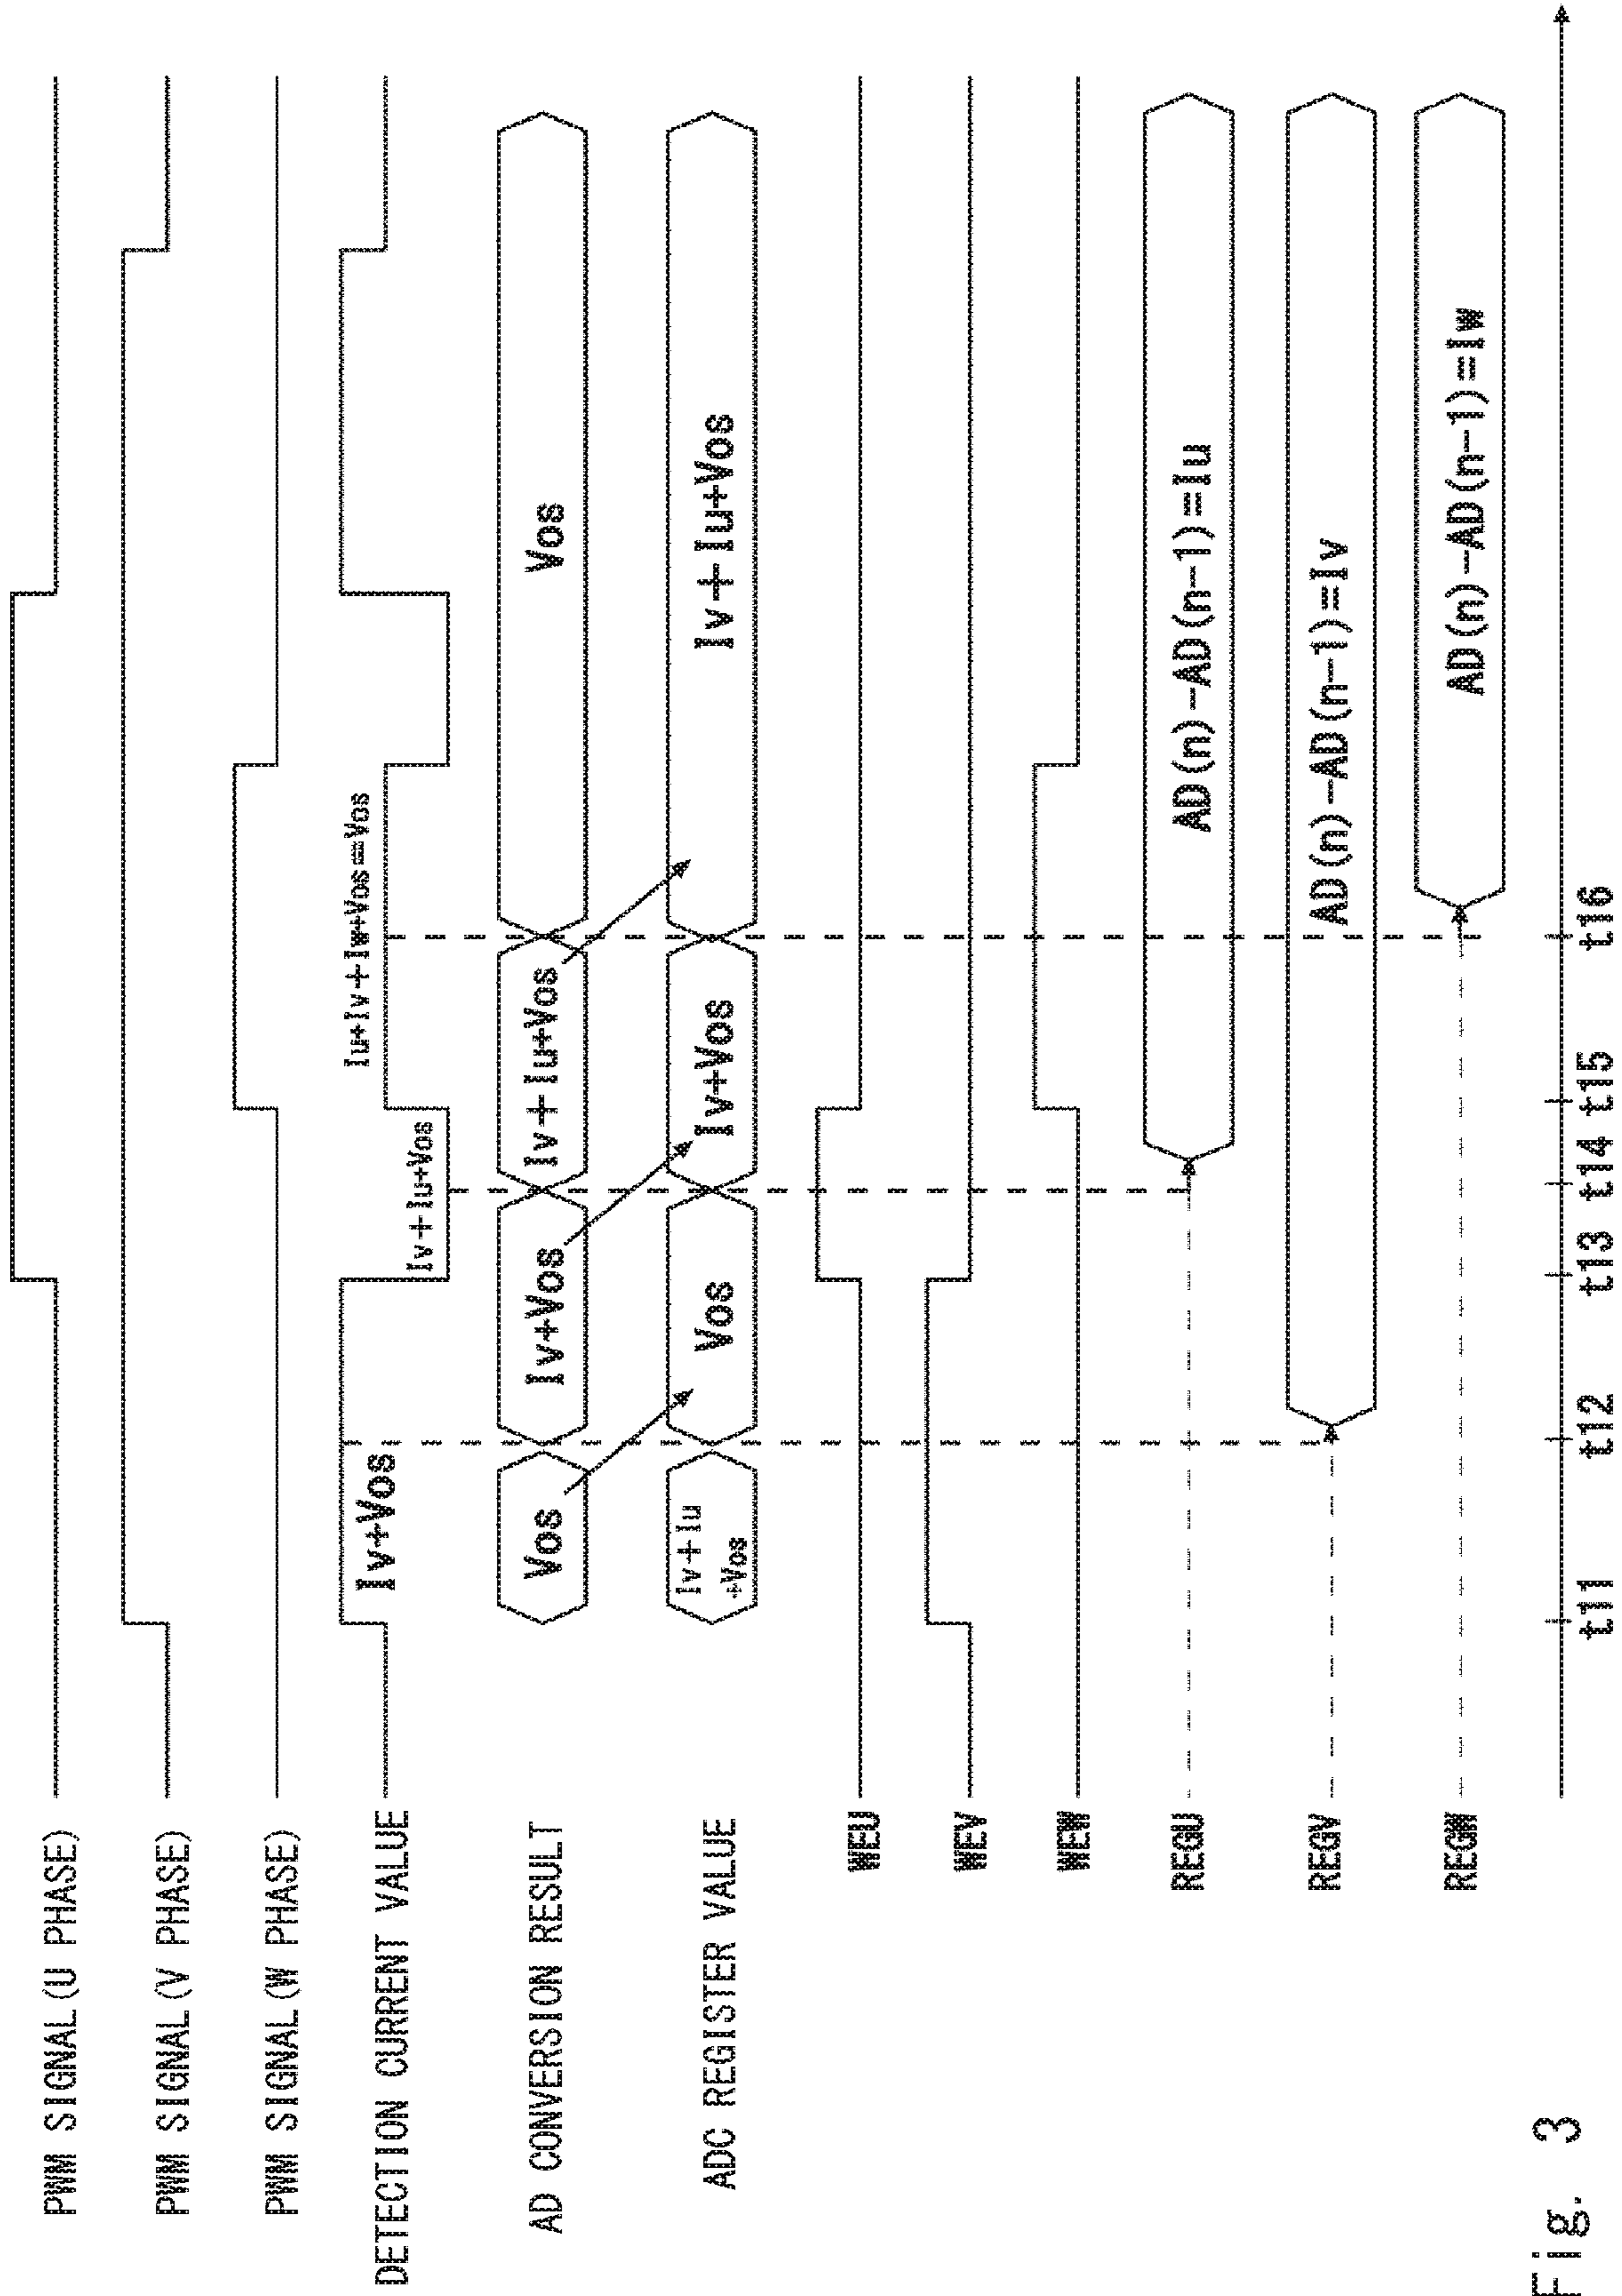 PWM SIGNAL(U PHASE)
PWM SIGNAL(V PHASE)
PWM SIGNAL(W PHASE)
DETECTION CURRENT VALUE
Iv+Vos
Iv+Iu+Vos
Iu+Iv+Iw+Vos=Vos
AD CONVERSION RESULT
Vos
Iv+Vos
Iv+Iu+Vos
Vos
ADC REGISTER VALUE
Iv+Iu
+Vos
Vos
Iv+Vos
Iv+Iu+Vos
WEU
WEV
WEW
REGU
AD(n)-AD(n-1)=Iu
REGV
AD(n)-AD(n-1)=Iv
REGW
AD(n)-AD(n-1)=Iw
t11 t12 t13 t14 t15 t16
Fig. 3